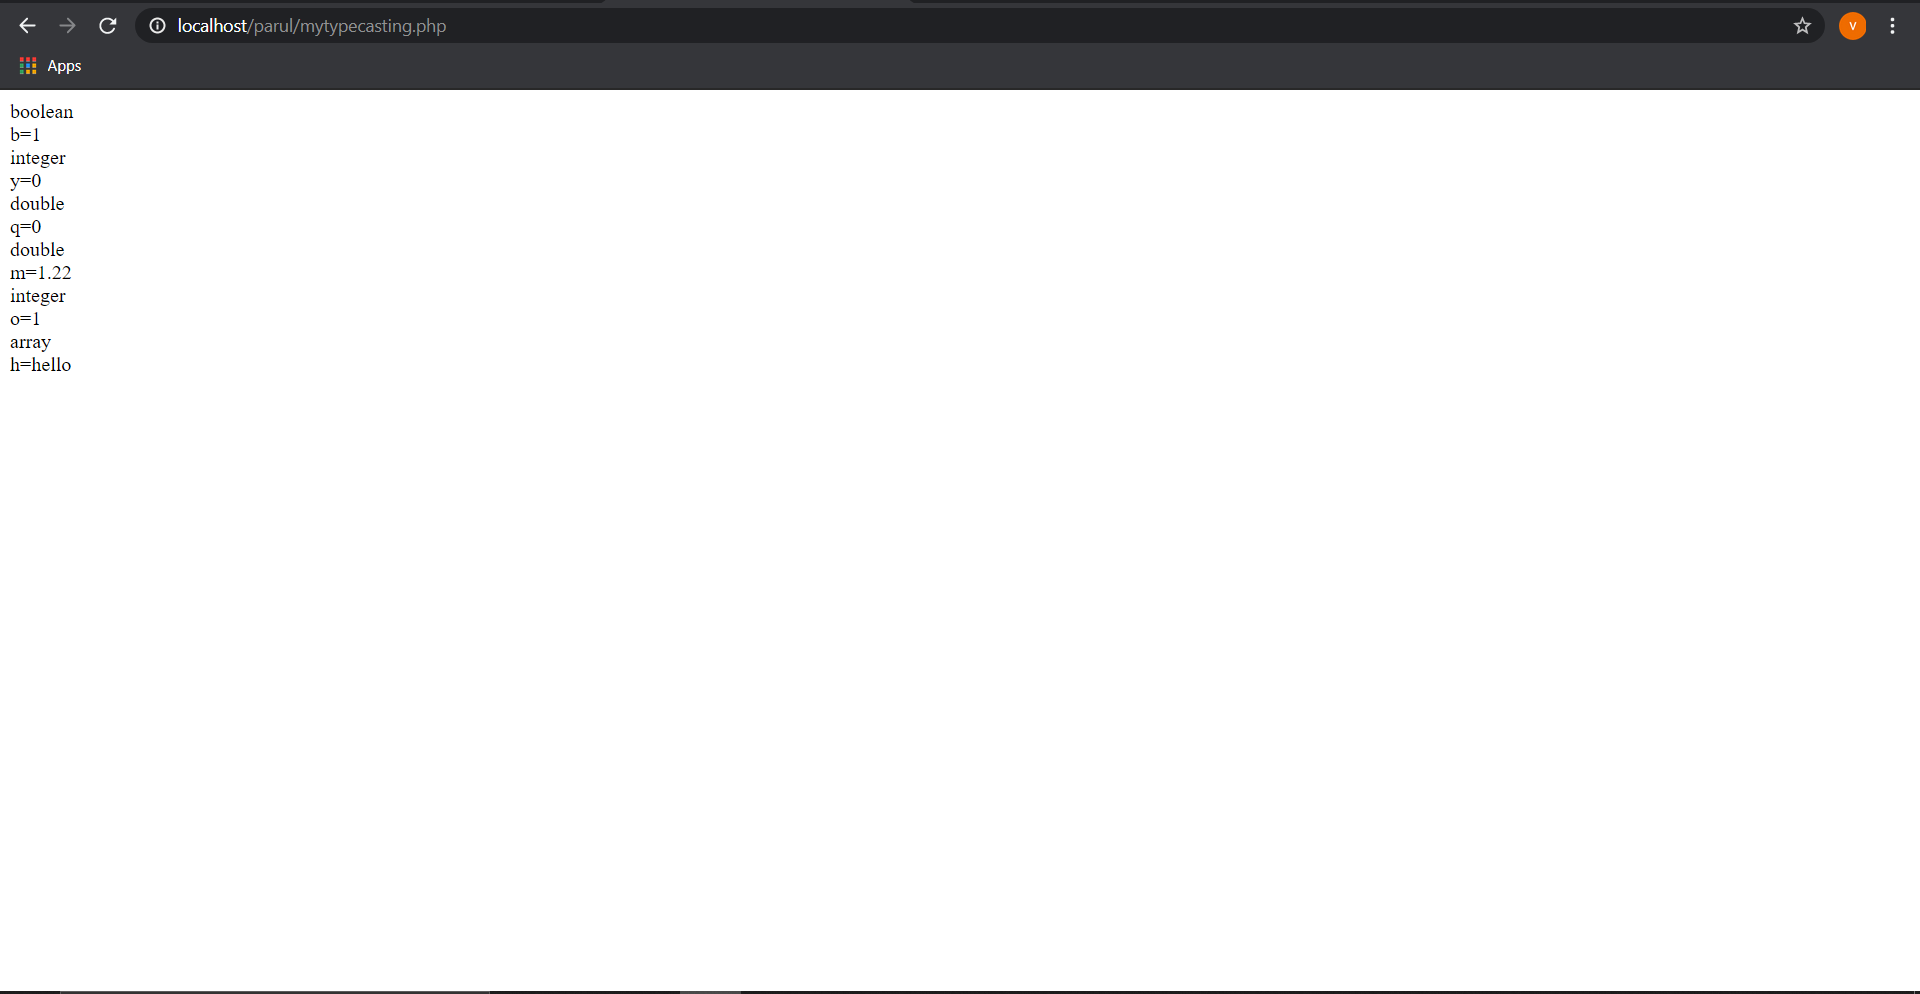 localhost/parul/mytypecasting.php
V
Apps
boolean
b=1
integer
y=0
double
q=0
double
m=1.22
integer
o=1
array
h=hello